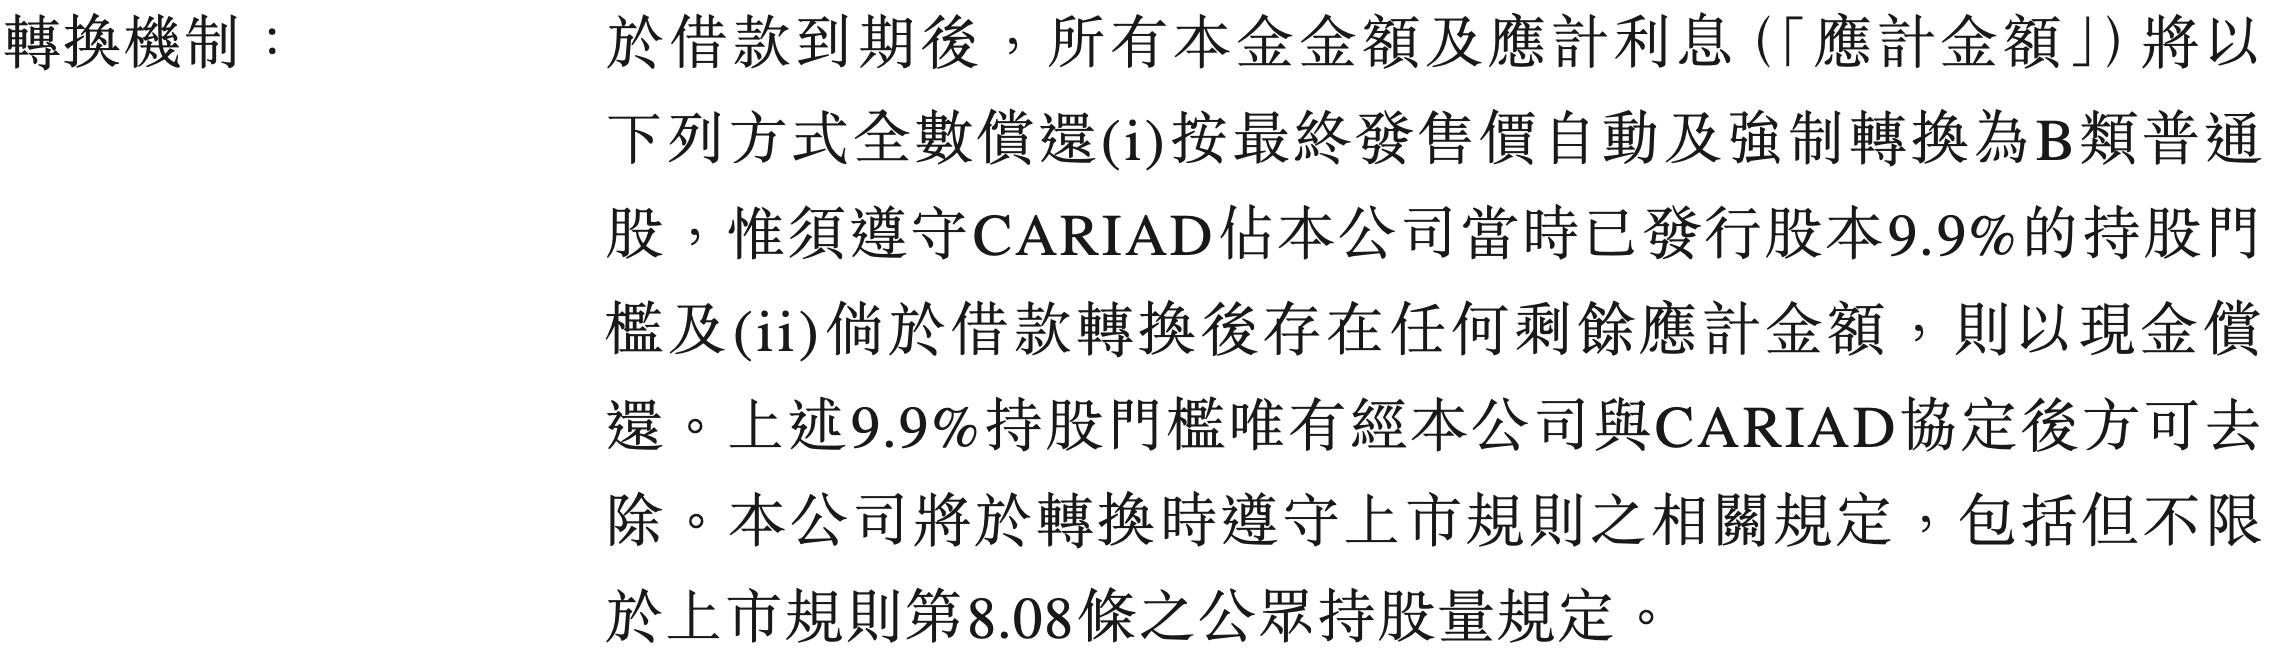 轉換機制：
於借款到期後，所有本金金額及應計利息（「應計金額」）將以
下列方式全數償還(i)按最終發售價自動及強制轉換為B類普通
股，惟須遵守CARIAD佔本公司當時已發行股本9.9%的持股門
檻及(ii)倘於借款轉換後存在任何剩餘應計金額，則以現金償
還。上述9.9%持股門檻唯有經本公司與CARIAD協定後方可去
除。本公司將於轉換時遵守上市規則之相關規定，包括但不限
於上市規則第8.08條之公眾持股量規定。